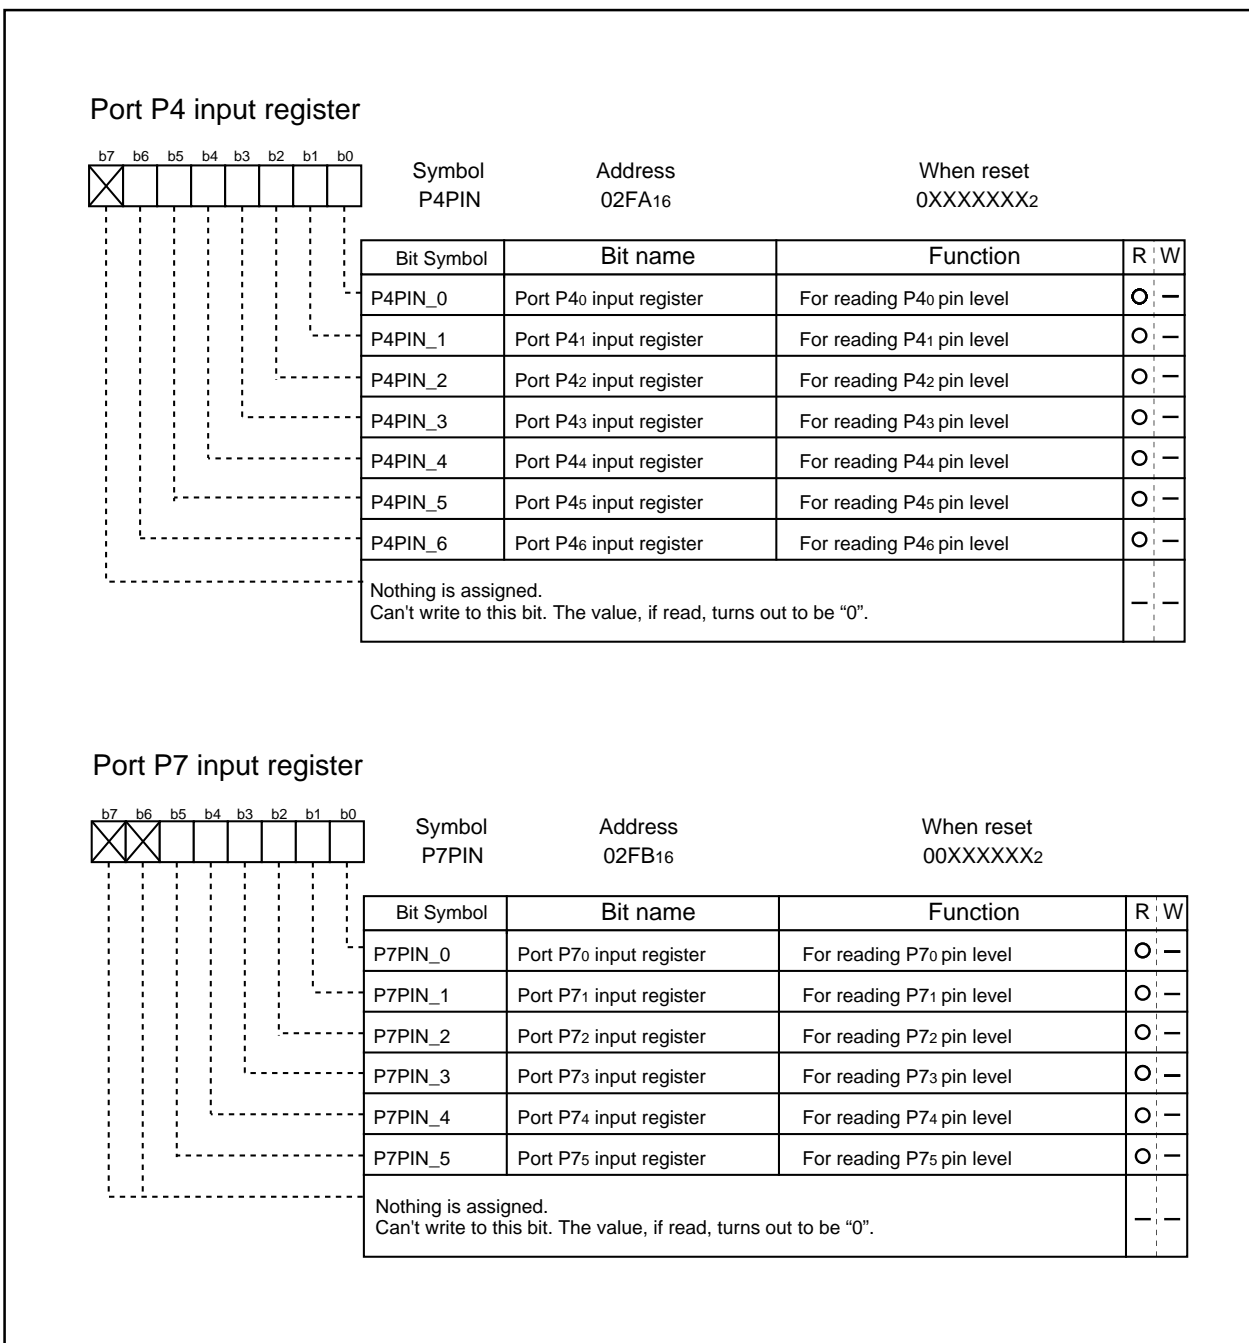 Port P4 input register
b7 b6 b5 b4 b3 b2 b1 b0
Symbol Address When reset
P4PIN 02FA16 0XXXXXXX2
Bit Symbol Bit name Function R W
P4PIN_0 Port P40 input register For reading P40 pin level O –
P4PIN_1 Port P41 input register For reading P41 pin level O –
P4PIN_2 Port P42 input register For reading P42 pin level O –
P4PIN_3 Port P43 input register For reading P43 pin level O –
P4PIN_4 Port P44 input register For reading P44 pin level O –
P4PIN_5 Port P45 input register For reading P45 pin level O –
P4PIN_6 Port P46 input register For reading P46 pin level O –
Nothing is assigned.
Can't write to this bit. The value, if read, turns out to be “0”. – –
Port P7 input register
b7 b6 b5 b4 b3 b2 b1 b0
Symbol Address When reset
P7PIN 02FB16 00XXXXXX2
Bit Symbol Bit name Function R W
P7PIN_0 Port P70 input register For reading P70 pin level O –
P7PIN_1 Port P71 input register For reading P71 pin level O –
P7PIN_2 Port P72 input register For reading P72 pin level O –
P7PIN_3 Port P73 input register For reading P73 pin level O –
P7PIN_4 Port P74 input register For reading P74 pin level O –
P7PIN_5 Port P75 input register For reading P75 pin level O –
Nothing is assigned.
Can't write to this bit. The value, if read, turns out to be “0”. – –